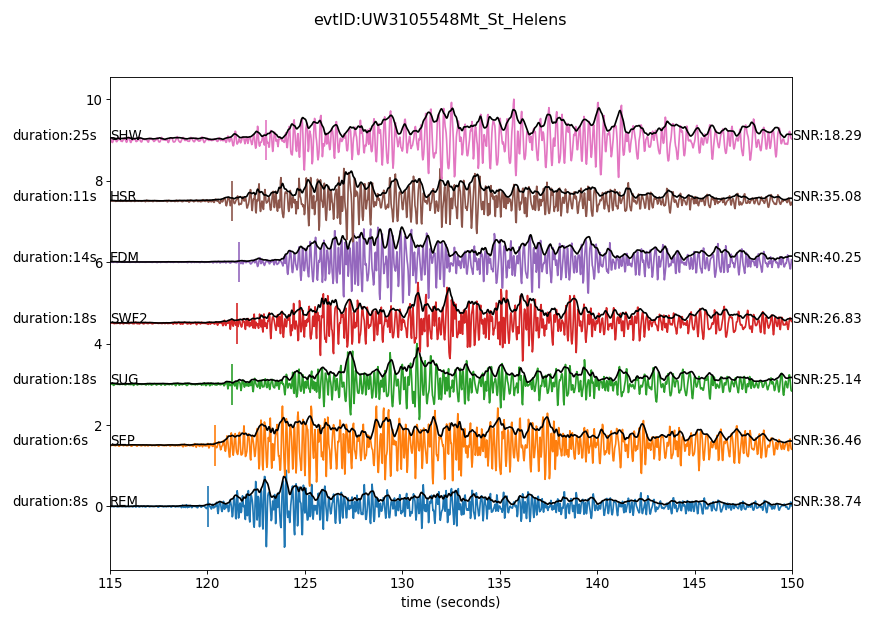 evtID:UW3105548Mt_St_Helens
10
duration:25s SHW SNR:18.29
8
duration:11s HSR SNR:35.08
duration:14s EDM SNR:40.25
6
duration:18s SWF2 SNR:26.83
4
duration:18s SUG SNR:25.14
2
duration:6s SEP SNR:36.46
duration:8s REM SNR:38.74
0
115 120 125 130 135 140 145 150
time (seconds)